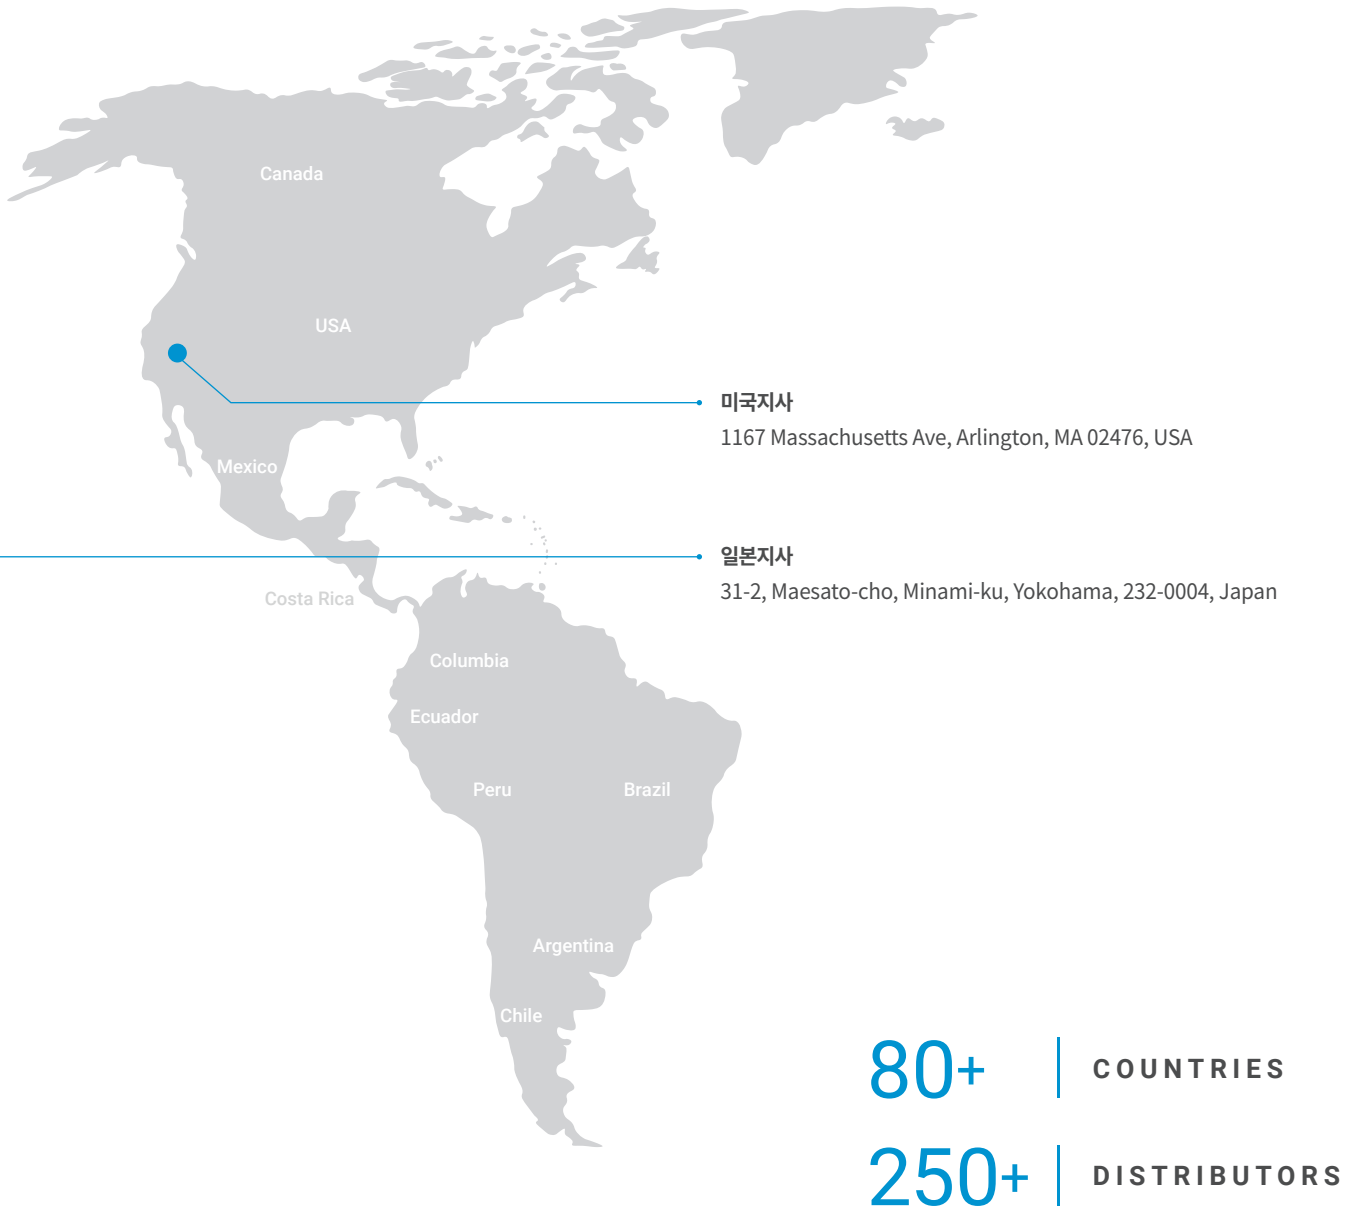 Canada
USA
미국지사
1167 Massachusetts Ave, Arlington, MA 02476, USA
Mexico
일본지사
31-2, Maesato-cho, Minami-ku, Yokohama, 232-0004, Japan
Costa Rica
Columbia
Ecuador
Peru
Brazil
Argentina
Chile
80+ COUNTRIES
250+ DISTRIBUTORS